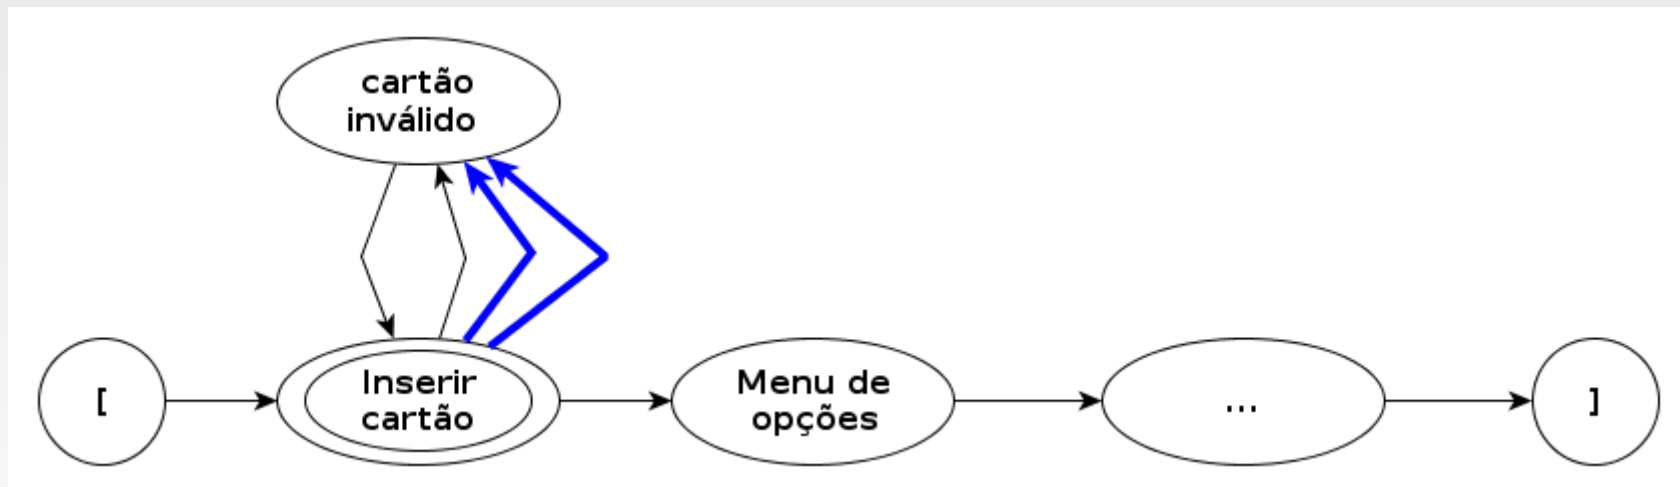 cartão
inválido
[
Inserir
cartão
Menu de
opções
...
]